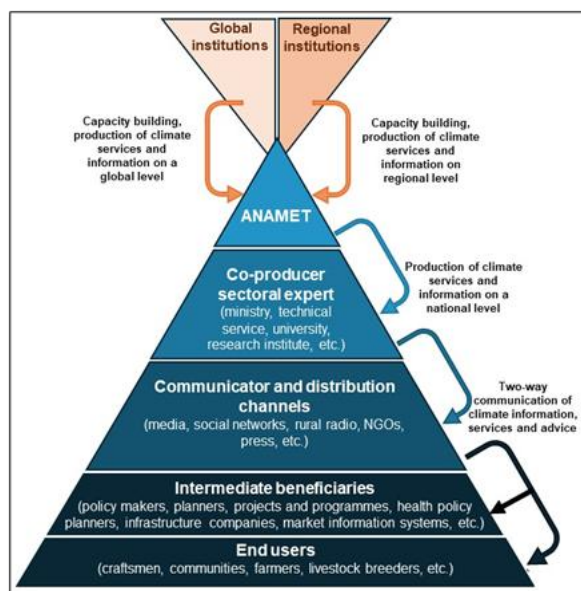 Global
institutions
Regional
institutions
Capacity building,
production of climate
services and
information on a
global level
Capacity building,
production of climate
services and
information on
regional level
ANAMET
Production of climate
services and
information on a
national level
Co-producer
sectoral expert
(ministry, technical
service, university,
research institute, etc.)
Two-way
communication of
climate information,
services and advice
Communicator and distribution
channels
(media, social networks, rural radio, NGOs,
press, etc.)
Intermediate beneficiaries
(policy makers, planners, projects and programmes, health policy
planners, infrastructure companies, market information systems, etc.)
End users
(craftsmen, communities, farmers, livestock breeders, etc.)